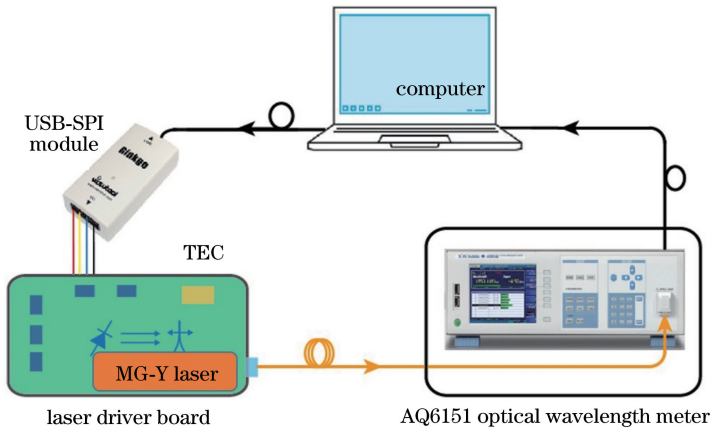 computer
USB-SPI
module
Ginkgo
TEC
MG-Y laser
laser driver board
AQ6151 optical wavelength meter